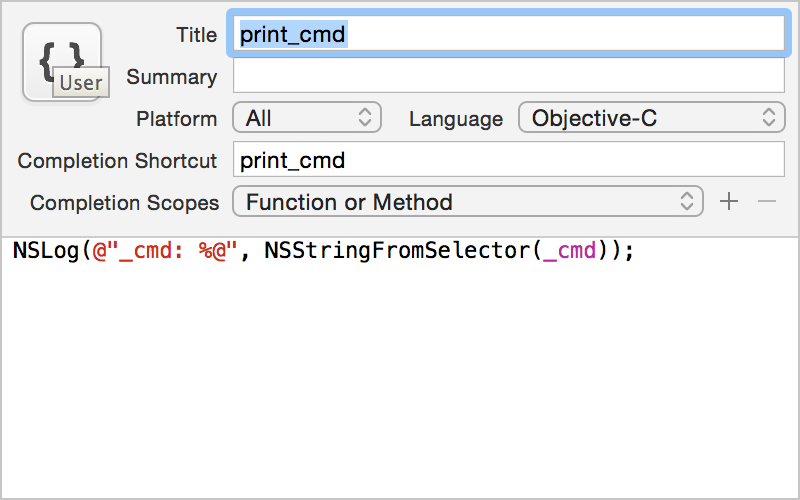 { }
User
Title print_cmd
Summary
Platform All Language Objective-C
Completion Shortcut print_cmd
Completion Scopes Function or Method + −
NSLog(@"_cmd: %@", NSStringFromSelector(_cmd));